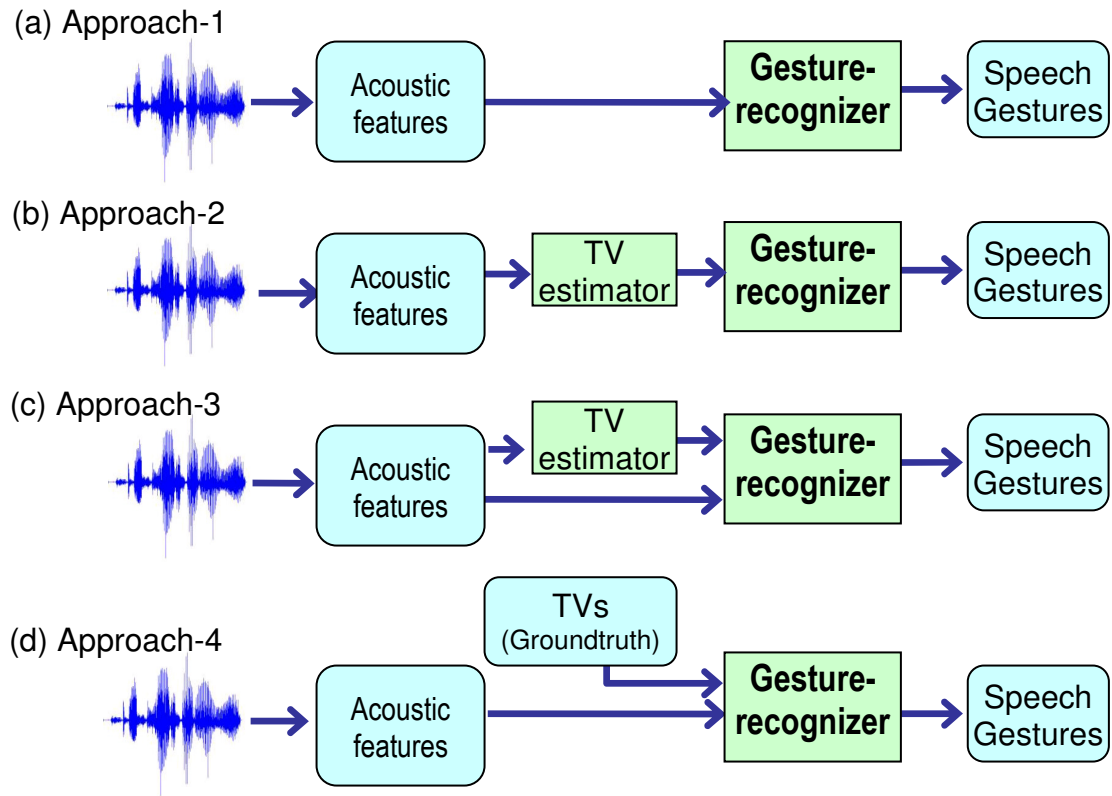 (a) Approach-1
Acoustic
features
Gesture-
recognizer
Speech
Gestures
(b) Approach-2
Acoustic
features
TV
estimator
Gesture-
recognizer
Speech
Gestures
(c) Approach-3
Acoustic
features
TV
estimator
Gesture-
recognizer
Speech
Gestures
(d) Approach-4
Acoustic
features
TVs
(Groundtruth)
Gesture-
recognizer
Speech
Gestures